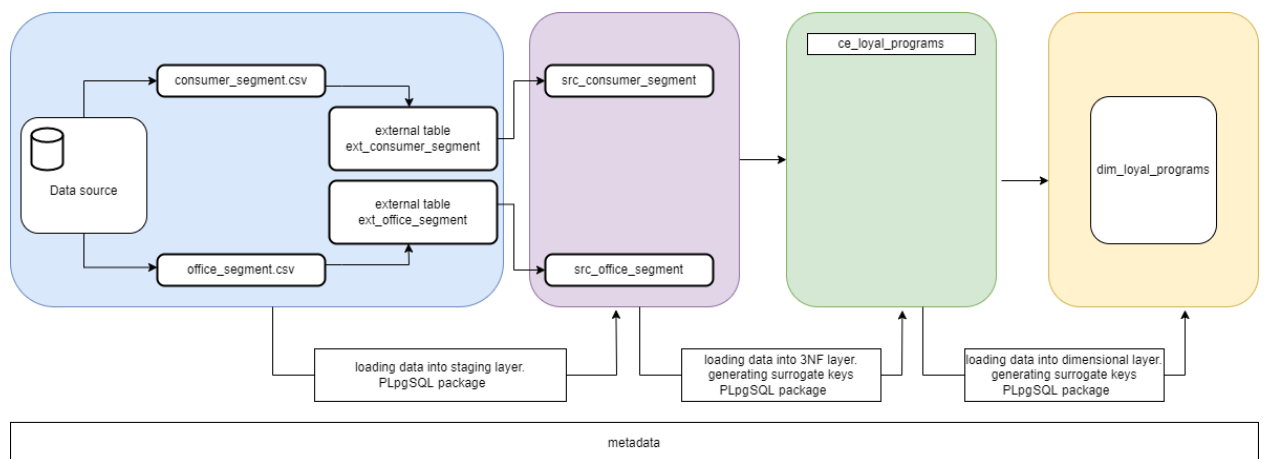 ce_loyal_programs
consumer_segment.csv
src_consumer_segment
external table
ext_consumer_segment
Data source
dim_loyal_programs
external table
ext_office_segment
office_segment.csv
src_office_segment
loading data into staging layer.
PLpgSQL package
loading data into 3NF layer.
generating surrogate keys
PLpgSQL package
loading data into dimensional layer.
generating surrogate keys
PLpgSQL package
metadata